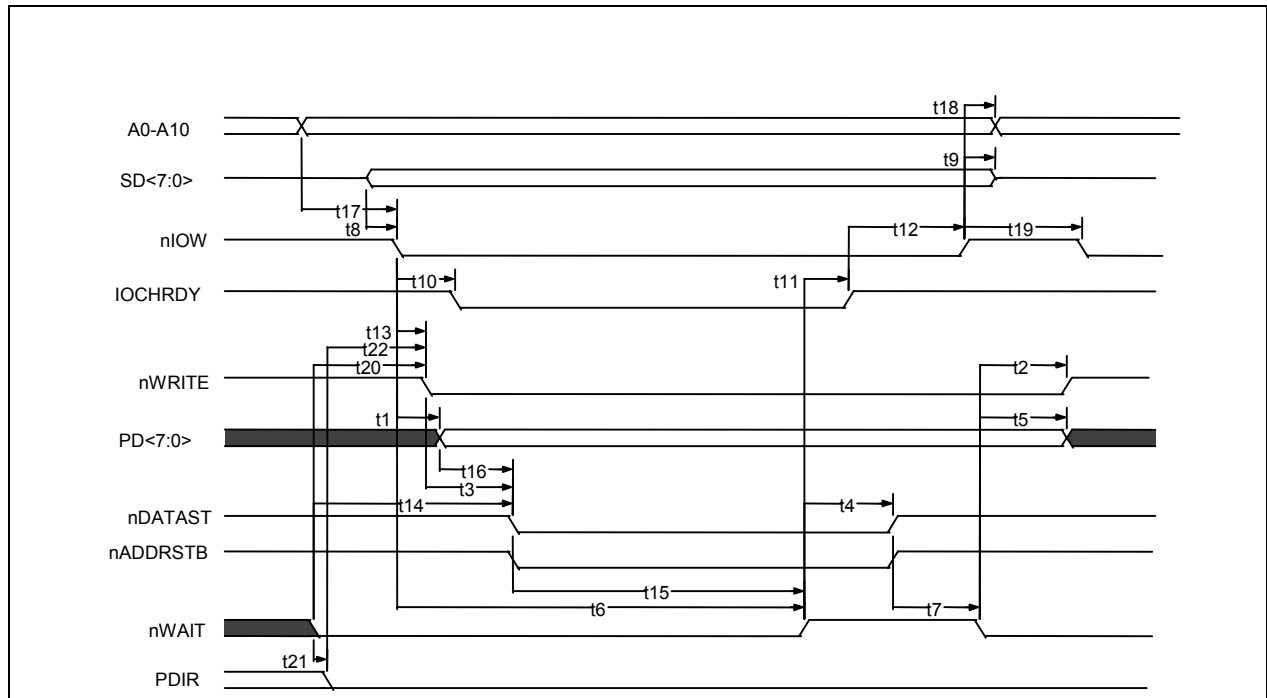 t18
A0-A10
t9
SD<7:0>
t17
t8
t12
t19
nIOW
t10
t11
IOCHRDY
t13
t22
t20
t2
nWRITE
t1
t5
PD<7:0>
t16
t3
t14
t4
nDATAST
nADDRSTB
t15
t6
t7
nWAIT
t21
PDIR